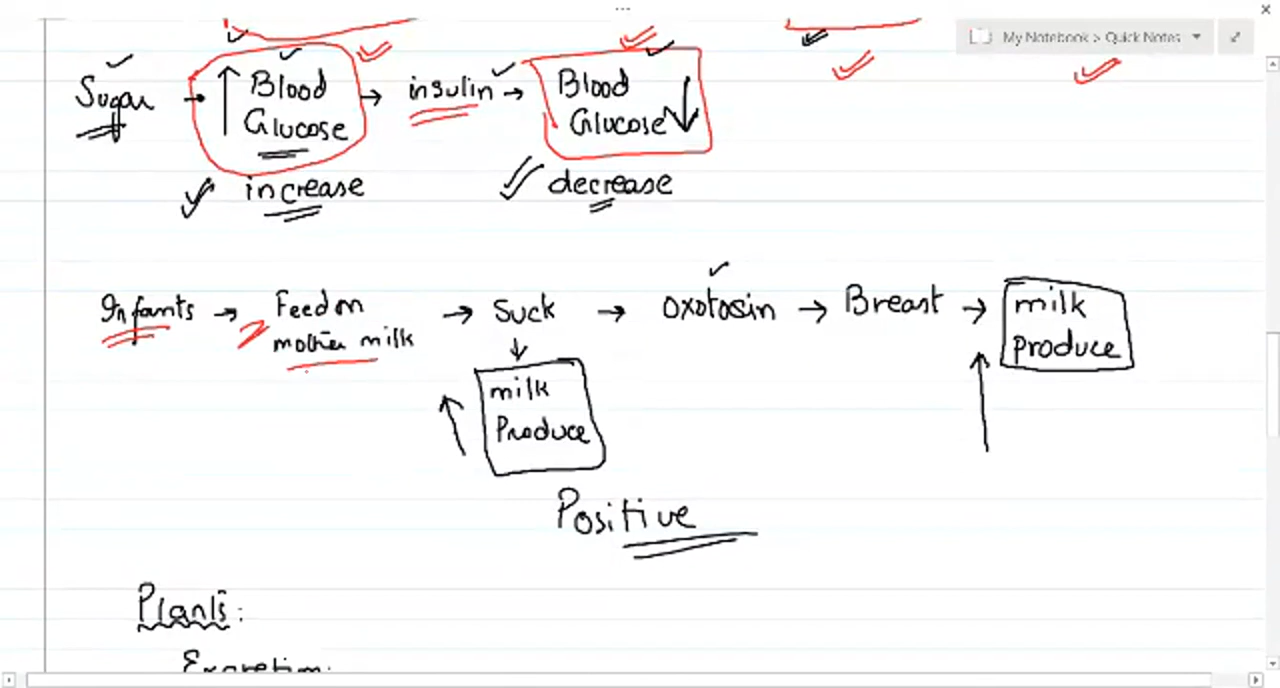 ...
My Notebook > Quick Notes
Sugar → ↑ Blood Glucose → insulin → Blood Glucose ↓
increase decrease
Infants → Feed on mother milk → Suck → Oxotosin → Breast → milk produce
↓
milk Produce
Positive
Plants:
Excretion: